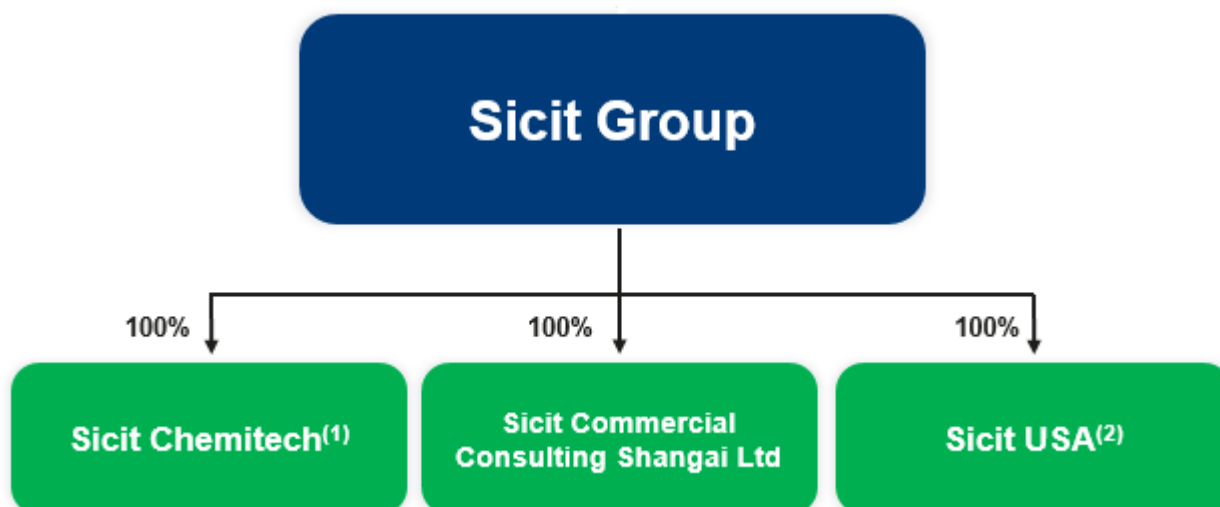 Sicit Group
100%
100%
100%
Sicit Chemitech(1)
Sicit Commercial
Consulting Shangai Ltd
Sicit USA(2)